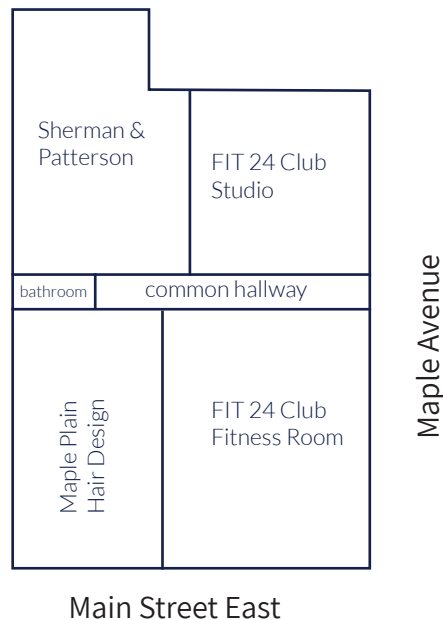 Sherman &
Patterson
FIT 24 Club
Studio
bathroom
common hallway
Maple Plain
Hair Design
FIT 24 Club
Fitness Room
Maple Avenue
Main Street East